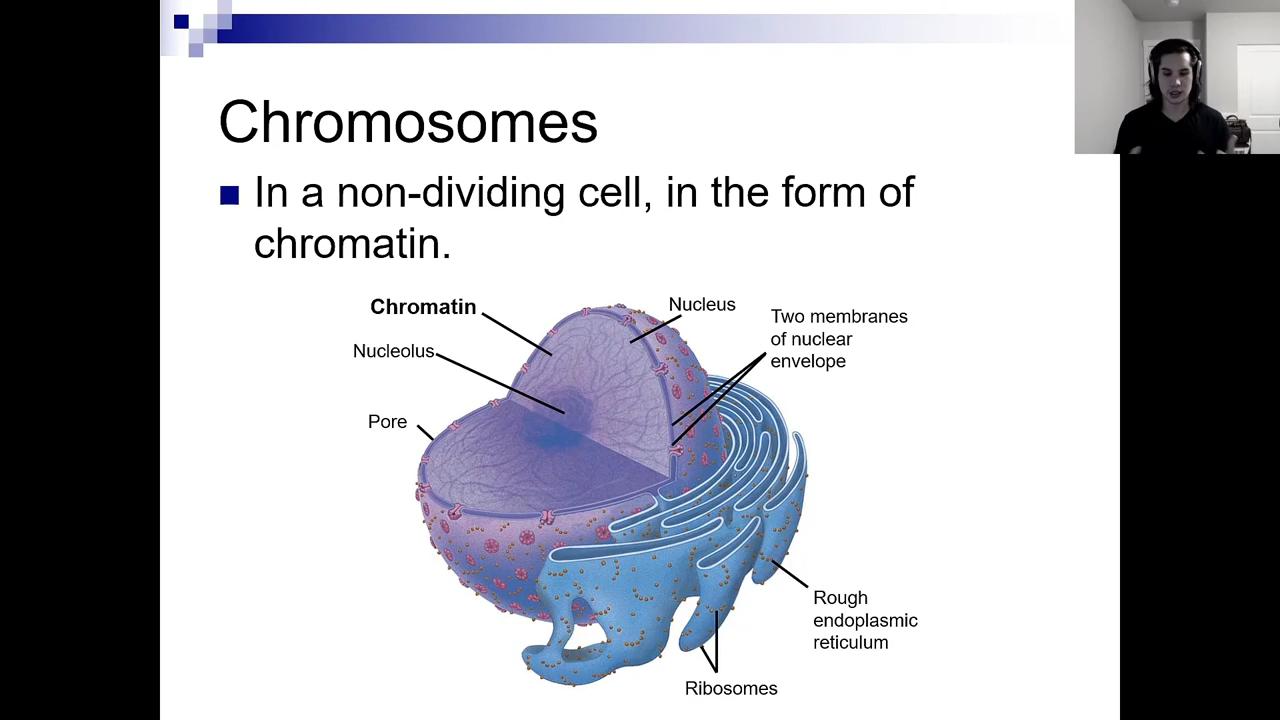 Chromosomes
In a non-dividing cell, in the form of
chromatin.
Chromatin
Nucleus
Two membranes
of nuclear
envelope
Nucleolus
Pore
Rough
endoplasmic
reticulum
Ribosomes